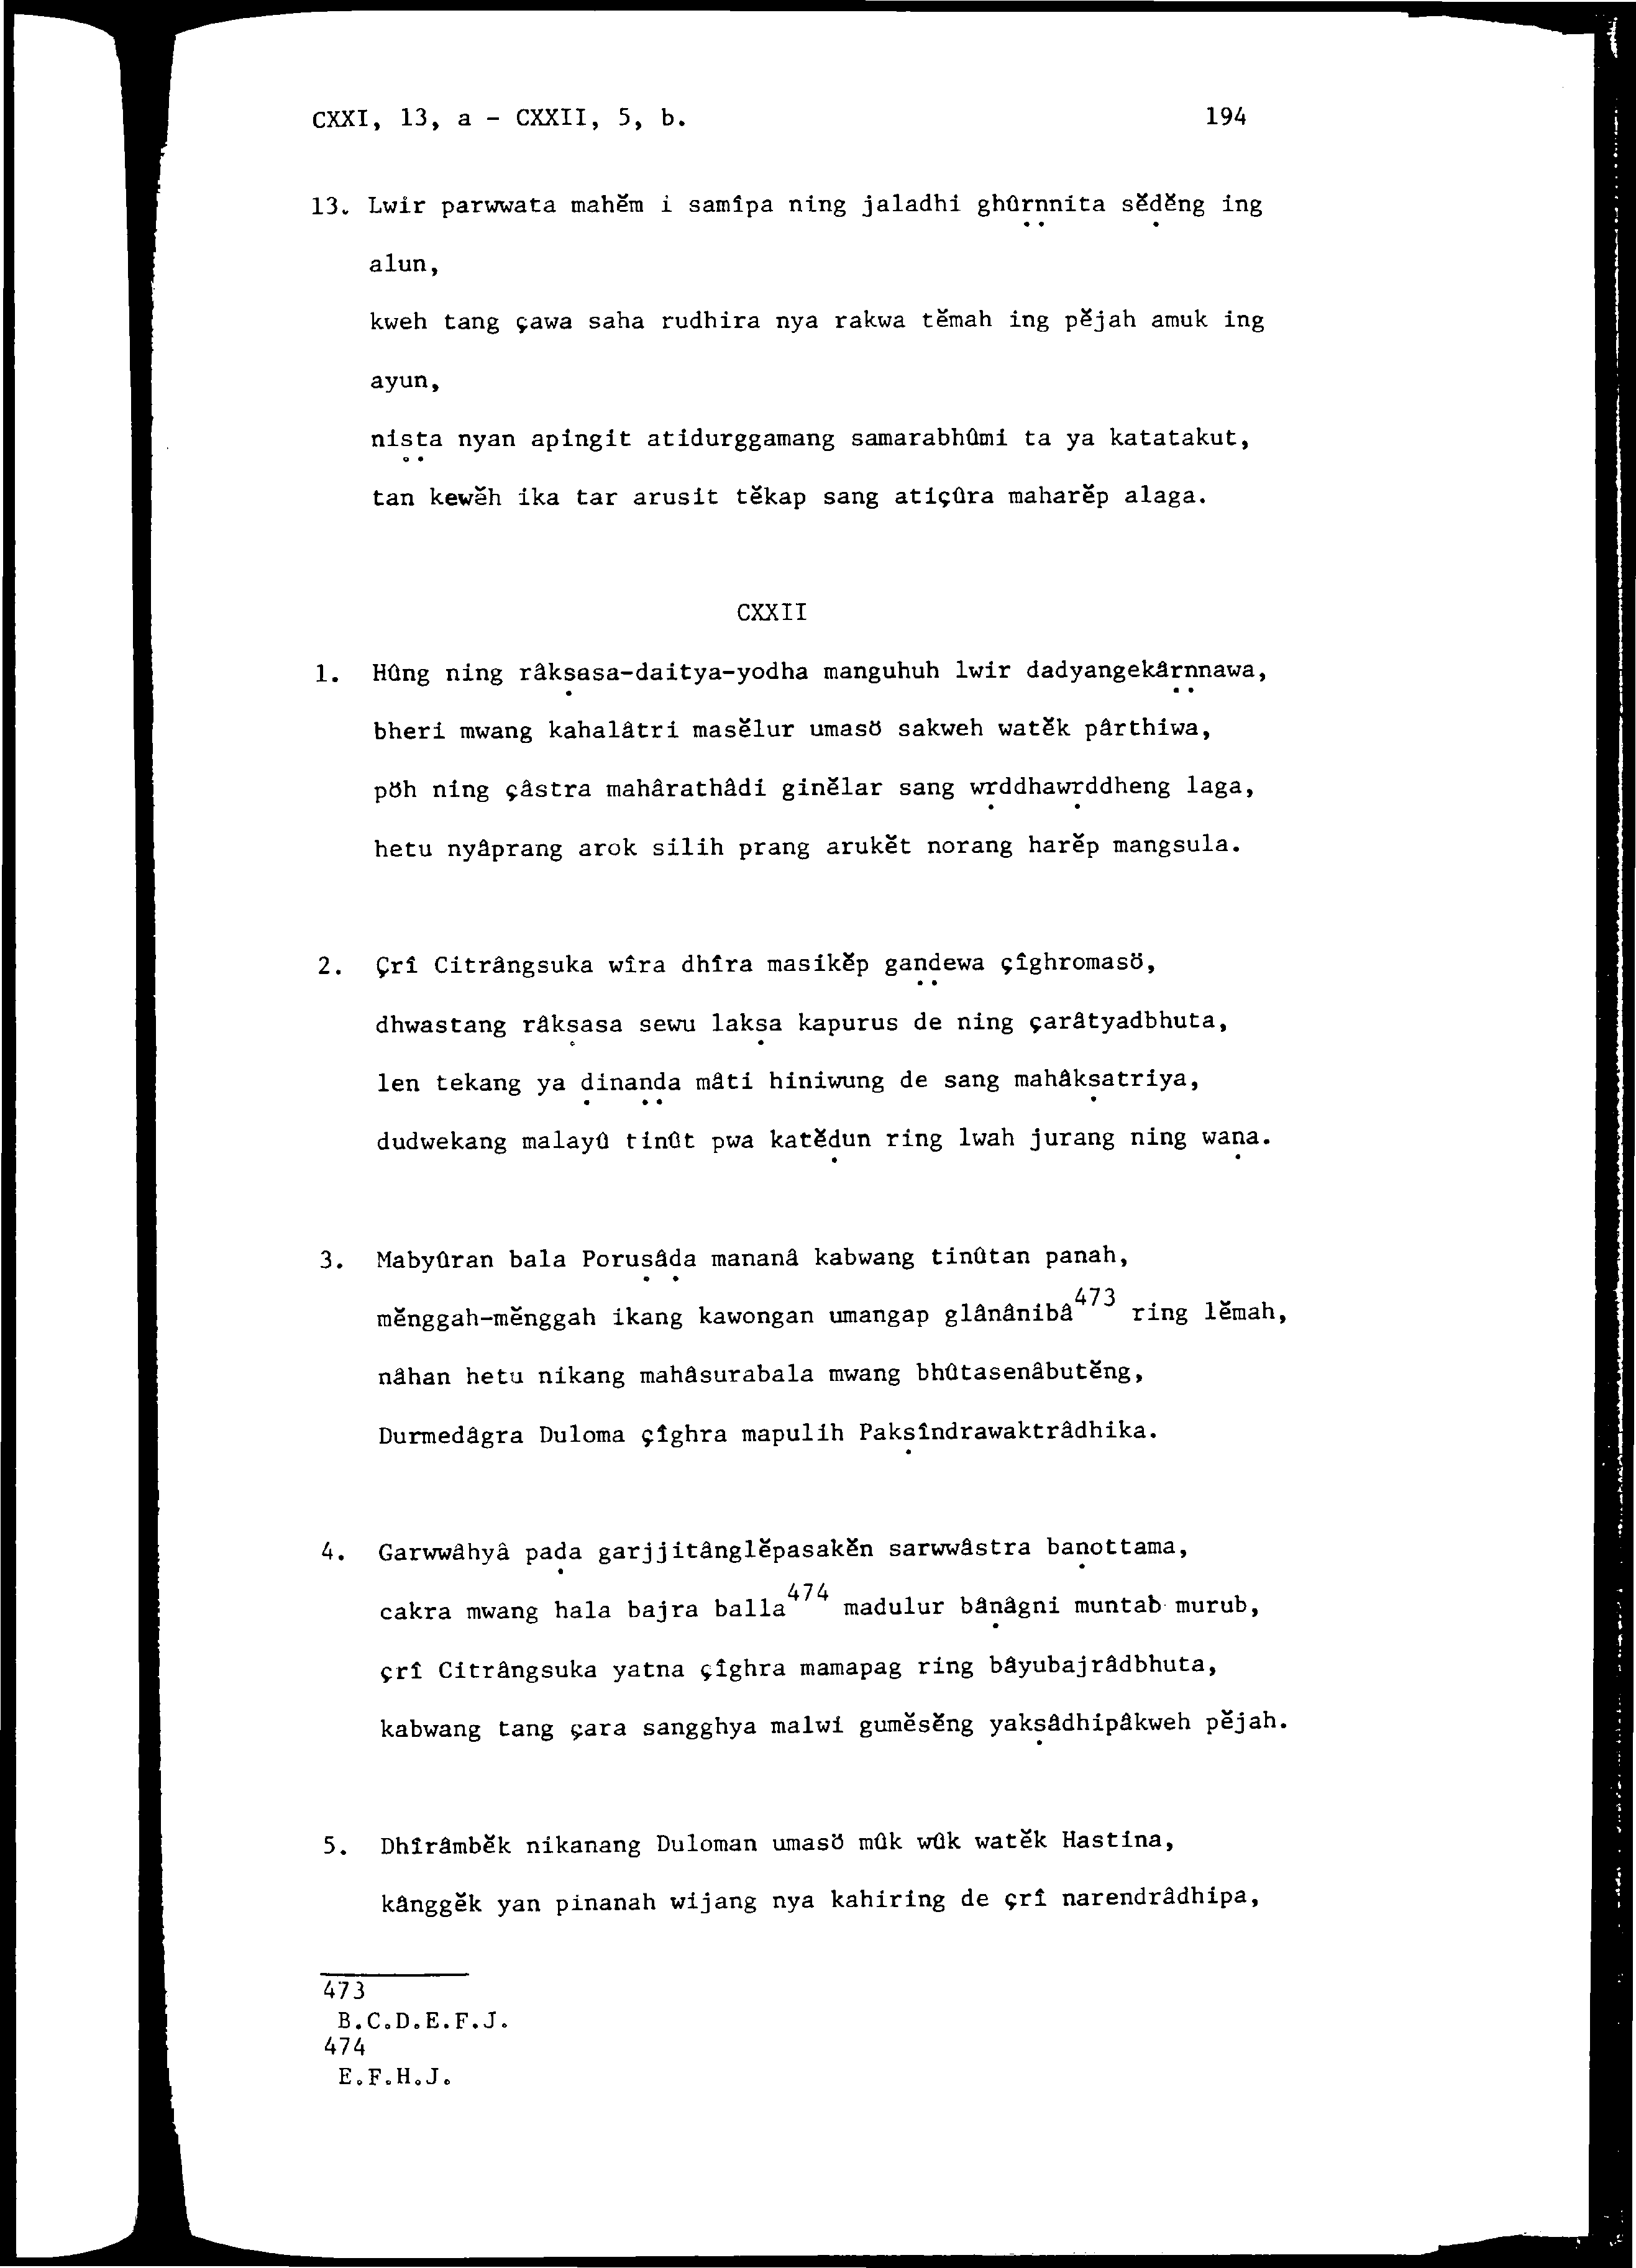 CXXI, 13, a - CXXII, 5, b. 194
13. Lwir parwwata mahĕm i samîpa ning jaladhi ghûrṇṇita sĕḍĕng ing
alun,
kweh tang çawa saha rudhira nya rakwa tĕmah ing pĕjah amuk ing
ayun,
niṣṭa nyan apingit atidurggamang samarabhûmi ta ya katatakut,
tan kewĕh ika tar arusit tĕkap sang atiçûra maharĕp alaga.
CXXII
1. Hûng ning râkṣasa-daitya-yodha manguhuh lwir dadyangekârṇṇawa,
bheri mwang kahalâtri masĕlur umasö sakweh watĕk pârthiwa,
pöh ning çâstra mahârathâdi ginĕlar sang wṛddhawṛddheng laga,
hetu nyâprang arok silih prang arukĕt norang harĕp mangsula.
2. Çrî Citrângsuka wîra dhîra masikĕp gaṇḍewa çîghromasö,
dhwastang râkṣasa sewu lakṣa kapurus de ning çarâtyadbhuta,
len tekang ya ḍinaṇḍa mâti hiniwung de sang mahâkṣatriya,
dudwekang malayû tinût pwa katĕḍun ring lwah jurang ning waṇa.
3. Mabyûran bala Poruṣâḍa mananâ kabwang tinûtan panah,
mĕnggah-mĕnggah ikang kawongan umangap glânânibâ473 ring lĕmah,
nâhan hetu nikang mahâsurabala mwang bhûtasenâbutĕng,
Durmedâgra Duloma çîghra mapulih Pakṣîndrawaktrâdhika.
4. Garwwâhyâ paḍa garjjitânglĕpasakĕn sarwwâstra baṇottama,
cakra mwang hala bajra balla474 madulur bâṇâgni muntab murub,
çrî Citrângsuka yatna çîghra mamapag ring bâyubajrâdbhuta,
kabwang tang çara sangghya malwi gumĕsĕng yakṣâdhipâkweh pĕjah.
5. Dhîrâmbĕk nikanang Duloman umasö mûk wûk watĕk Hastina,
kânggĕk yan pinanah wijang nya kahiring de çrî narendrâdhipa,
473
B.C.D.E.F.J.
474
E.F.H.J.